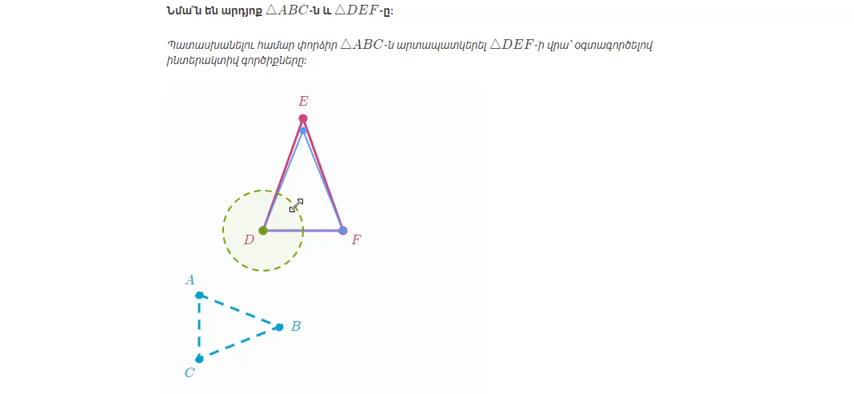 Նմա՞ն են արդյոք △ABC-ն և △DEF-ը:
Պատասխանելու համար փորձիր △ABC-ն արտապատկերել △DEF-ի վրա՝ օգտագործելով
ինտերակտիվ գործիքները:
E
D
F
A
B
C